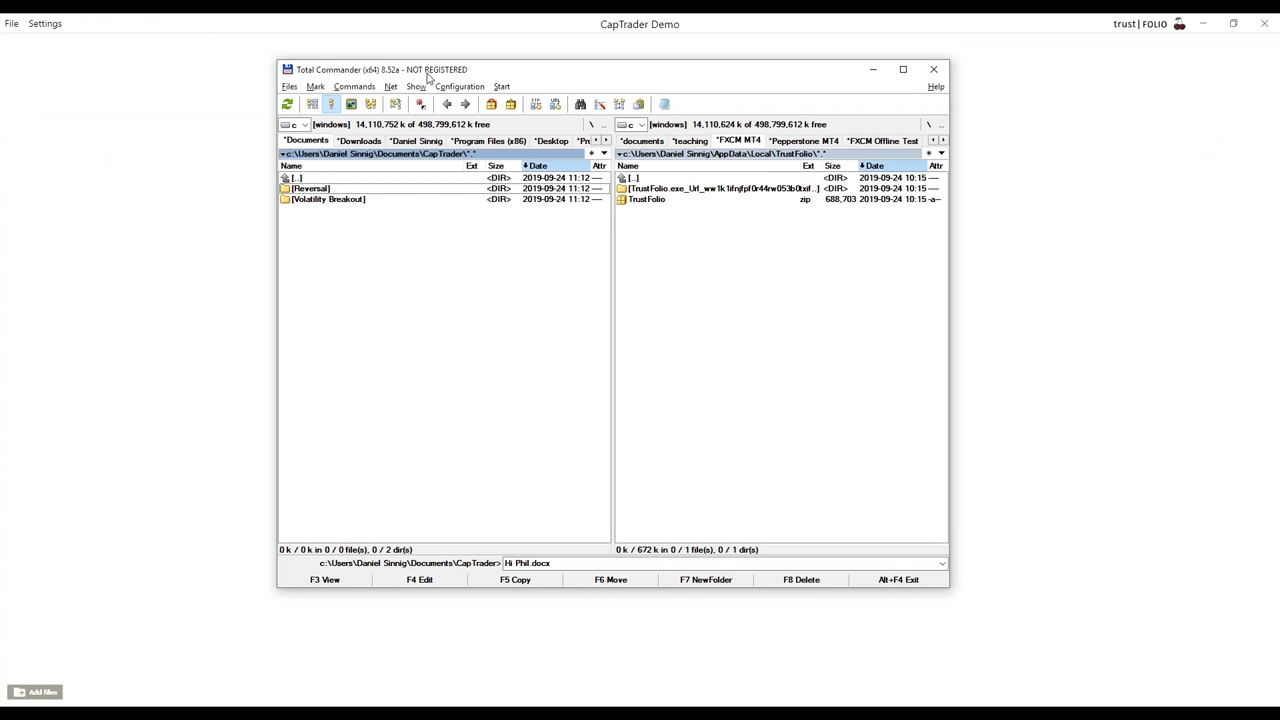 File Settings CapTrader Demo trust | FOLIO
Total Commander (x64) 8.52a - NOT REGISTERED
Files Mark Commands Net Show Configuration Start Help
c [windows] 14,110,752 k of 498,799,612 k free \ ..
c [windows] 14,110,624 k of 498,799,612 k free \ ..
*Documents *Downloads *Daniel Sinnig *Program Files (x86) *Desktop
*documents *teaching *FXCM MT4 *Pepperstone MT4 *FXCM Offline Test
c:\Users\Daniel Sinnig\Documents\CapTrader\*.* *
c:\Users\Daniel Sinnig\AppData\Local\TrustFolio\*.* *
Name Ext Size Date Attr
[..] <DIR> 2019-09-24 11:12 ----
[Reversal] <DIR> 2019-09-24 11:12 ----
[Volatility Breakout] <DIR> 2019-09-24 11:12 ----
Name Ext Size Date Attr
[..] <DIR> 2019-09-24 10:15 ----
<DIR> 2019-09-24 10:15 ----
TrustFolio zip 688,703 2019-09-24 10:15 -a--
0 k / 0 k in 0 / 0 file(s), 0 / 2 dir(s)
0 k / 672 k in 0 / 1 file(s), 0 / 1 dir(s)
c:\Users\Daniel Sinnig\Documents\CapTrader> Hi Phil.docx
F3 View F4 Edit F5 Copy F6 Move F7 NewFolder F8 Delete Alt+F4 Exit
Add files